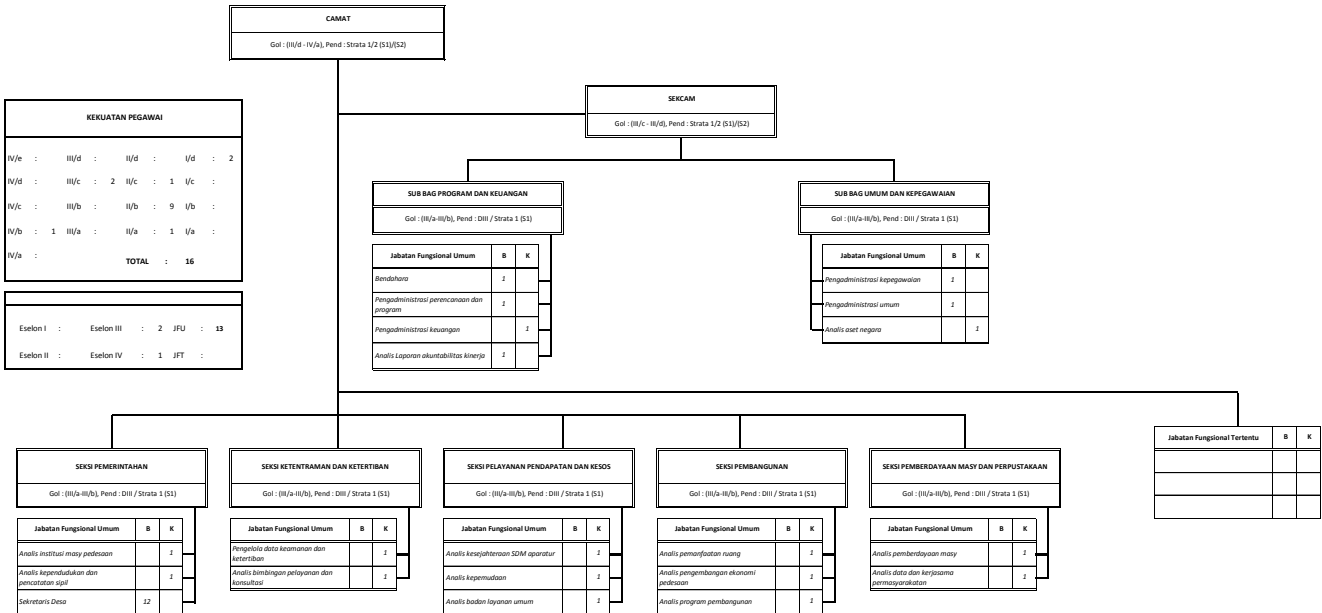 CAMAT
Gol : (III/d - IV/a), Pend : Strata 1/2 (S1)/(S2)
SEKCAM
Gol : (III/c - III/d), Pend : Strata 1/2 (S1)/(S2)
KEKUATAN PEGAWAI
IV/e : III/d : II/d : I/d : 2
IV/d : III/c : 2 II/c : 1 I/c :
IV/c : III/b : II/b : 9 I/b :
IV/b : 1 III/a : II/a : 1 I/a :
IV/a : TOTAL : 16
Eselon I : Eselon III : 2 JFU : 13
Eselon II : Eselon IV : 1 JFT :
SUB BAG PROGRAM DAN KEUANGAN
Gol : (III/a-III/b), Pend : DIII / Strata 1 (S1)
Jabatan Fungsional Umum B K
Bendahara 1
Pengadministrasi perencanaan dan
program 1
Pengadministrasi keuangan 1
Analis Laporan akuntabilitas kinerja 1
SUB BAG UMUM DAN KEPEGAWAIAN
Gol : (III/a-III/b), Pend : DIII / Strata 1 (S1)
Jabatan Fungsional Umum B K
Pengadministrasi kepegawaian 1
Pengadministrasi umum 1
Analis aset negara 1
SEKSI PEMERINTAHAN
Gol : (III/a-III/b), Pend : DIII / Strata 1 (S1)
Jabatan Fungsional Umum B K
Analis institusi masy pedesaan 1
Analis kependudukan dan
pencatatan sipil 1
Sekretaris Desa 12
SEKSI KETENTRAMAN DAN KETERTIBAN
Gol : (III/a-III/b), Pend : DIII / Strata 1 (S1)
Jabatan Fungsional Umum B K
Pengelola data keamanan dan
ketertiban 1
Analis bimbingan pelayanan dan
konsultasi 1
SEKSI PELAYANAN PENDAPATAN DAN KESOS
Gol : (III/a-III/b), Pend : DIII / Strata 1 (S1)
Jabatan Fungsional Umum B K
Analis kesejahteraan SDM aparatur 1
Analis kepemudaan 1
Analis badan layanan umum 1
SEKSI PEMBANGUNAN
Gol : (III/a-III/b), Pend : DIII / Strata 1 (S1)
Jabatan Fungsional Umum B K
Analis pemanfaatan ruang 1
Analis pengembangan ekonomi
pedesaan 1
Analis program pembangunan 1
SEKSI PEMBERDAYAAN MASY DAN PERPUSTAKAAN
Gol : (III/a-III/b), Pend : DIII / Strata 1 (S1)
Jabatan Fungsional Umum B K
Analis pemberdayaan masy 1
Analis data dan kerjasama
permasyarakatan 1
Jabatan Fungsional Tertentu B K